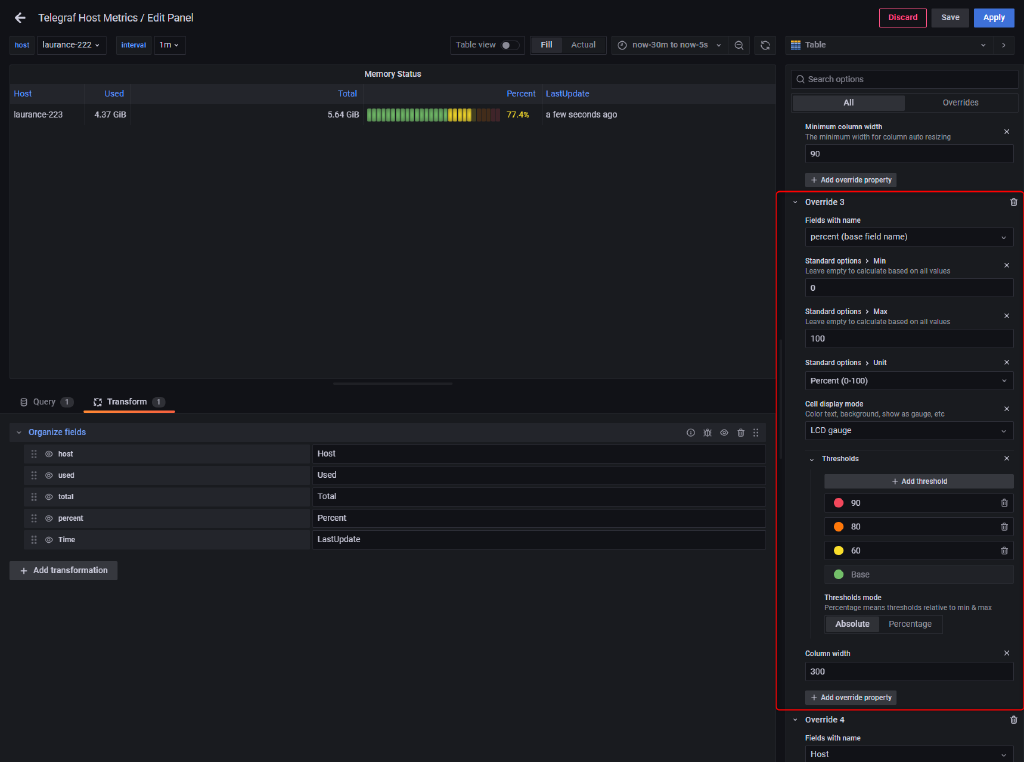 Telegraf Host Metrics / Edit Panel
Discard
Save
Apply
host
laurance-222
interval
1m
Table view
Fill
Actual
now-30m to now-5s
Table
Memory Status
Host
Used
Total
Percent
LastUpdate
laurance-223
4.37 GiB
5.64 GiB
77.4%
a few seconds ago
Query 1
Transform 1
Organize fields
host
Host
used
Used
total
Total
percent
Percent
Time
LastUpdate
+ Add transformation
Search options
All
Overrides
Minimum column width
The minimum width for column auto resizing
90
+ Add override property
Override 3
Fields with name
percent (base field name)
Standard options > Min
Leave empty to calculate based on all values
0
Standard options > Max
Leave empty to calculate based on all values
100
Standard options > Unit
Percent (0-100)
Cell display mode
Color text, background, show as gauge, etc
LCD gauge
Thresholds
+ Add threshold
90
80
60
Base
Thresholds mode
Percentage means thresholds relative to min & max
Absolute
Percentage
Column width
300
+ Add override property
Override 4
Fields with name
Host